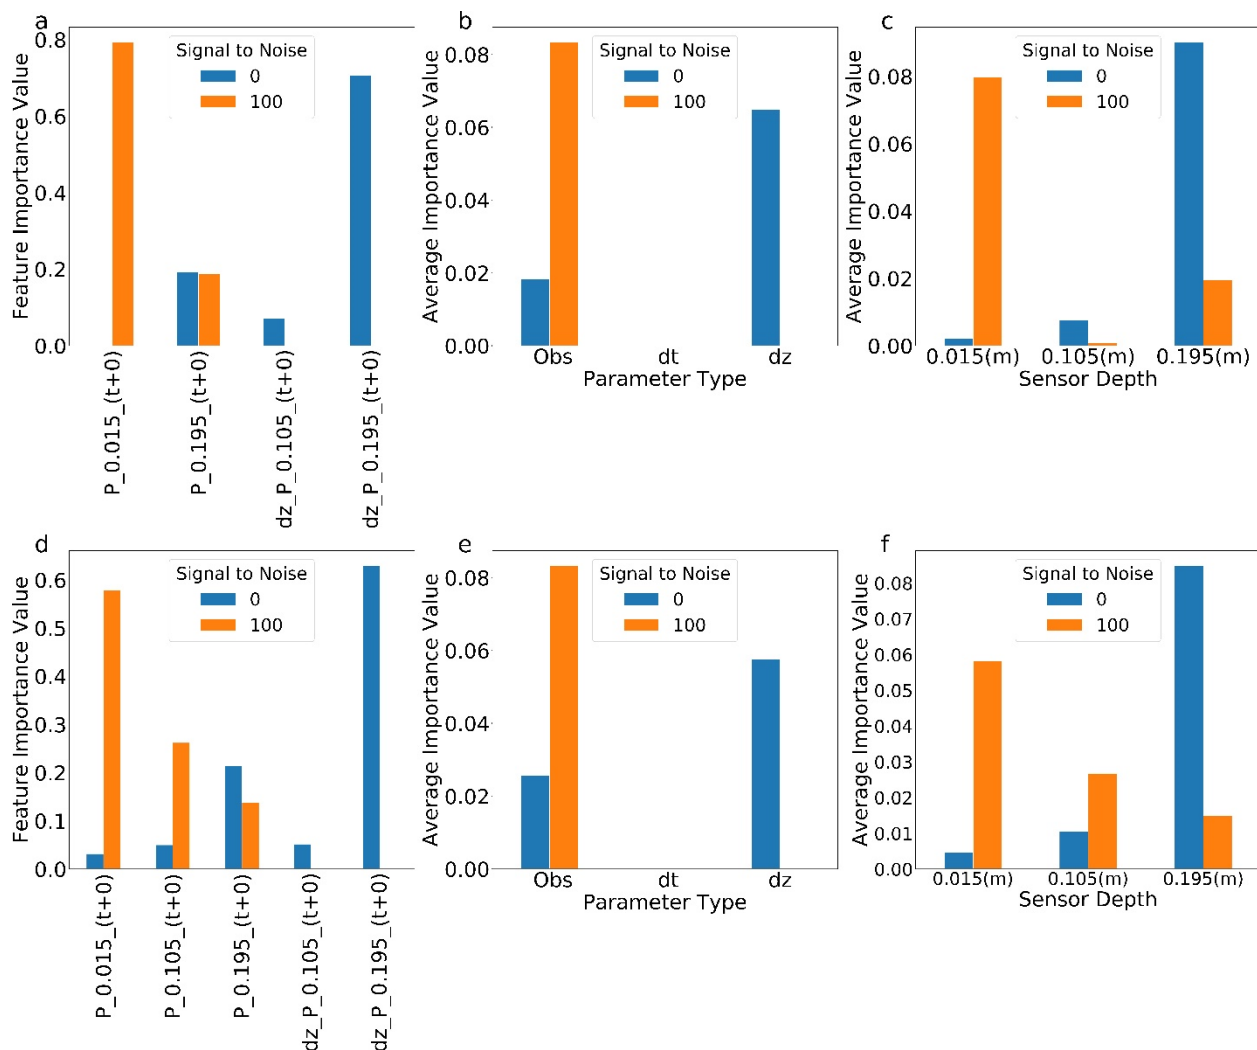 a
Feature Importance Value
0.8
0.6
0.4
0.2
0.0
Signal to Noise
0
100
P_0.015_(t+0)
P_0.195_(t+0)
dz_P_0.105_(t+0)
dz_P_0.195_(t+0)
b
Average Importance Value
0.08
0.06
0.04
0.02
0.00
Signal to Noise
0
100
Obs dt dz
Parameter Type
c
Average Importance Value
0.08
0.06
0.04
0.02
0.00
Signal to Noise
0
100
0.015(m) 0.105(m) 0.195(m)
Sensor Depth
d
Feature Importance Value
0.6
0.5
0.4
0.3
0.2
0.1
0.0
Signal to Noise
0
100
P_0.015_(t+0)
P_0.105_(t+0)
P_0.195_(t+0)
dz_P_0.105_(t+0)
dz_P_0.195_(t+0)
e
Average Importance Value
0.08
0.06
0.04
0.02
0.00
Signal to Noise
0
100
Obs dt dz
Parameter Type
f
Average Importance Value
0.08
0.07
0.06
0.05
0.04
0.03
0.02
0.01
0.00
Signal to Noise
0
100
0.015(m) 0.105(m) 0.195(m)
Sensor Depth